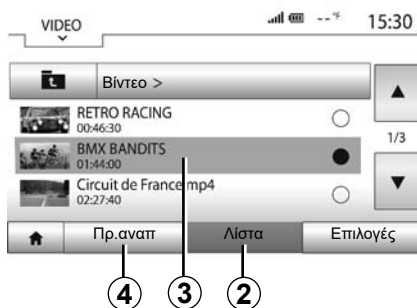 VIDEO
--°F 15:30
Βίντεο >
RETRO RACING
00:46:30
1/3
BMX BANDITS
01:44:00
Circuit de France.mp4
02:27:40
Πρ.αναπ Λίστα Επιλογές
4 3 2